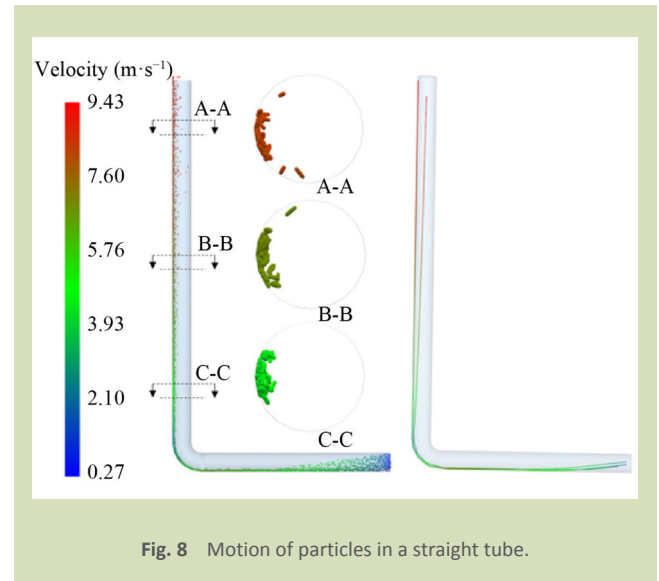 Velocity (m·s⁻¹)
9.43
7.60
5.76
3.93
2.10
0.27
A-A
B-B
C-C
A-A
B-B
C-C
Fig. 8 Motion of particles in a straight tube.